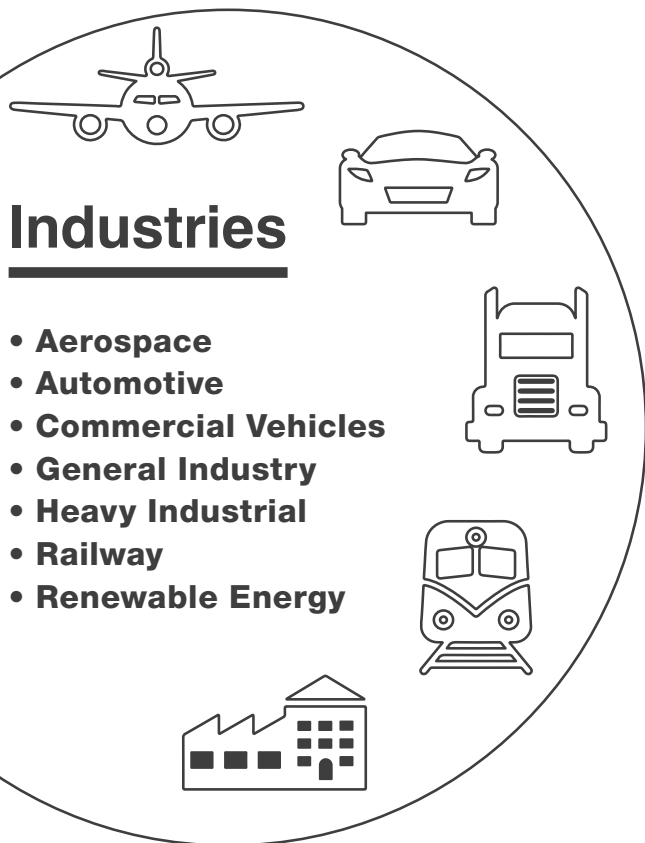 Industries
• Aerospace
• Automotive
• Commercial Vehicles
• General Industry
• Heavy Industrial
• Railway
• Renewable Energy